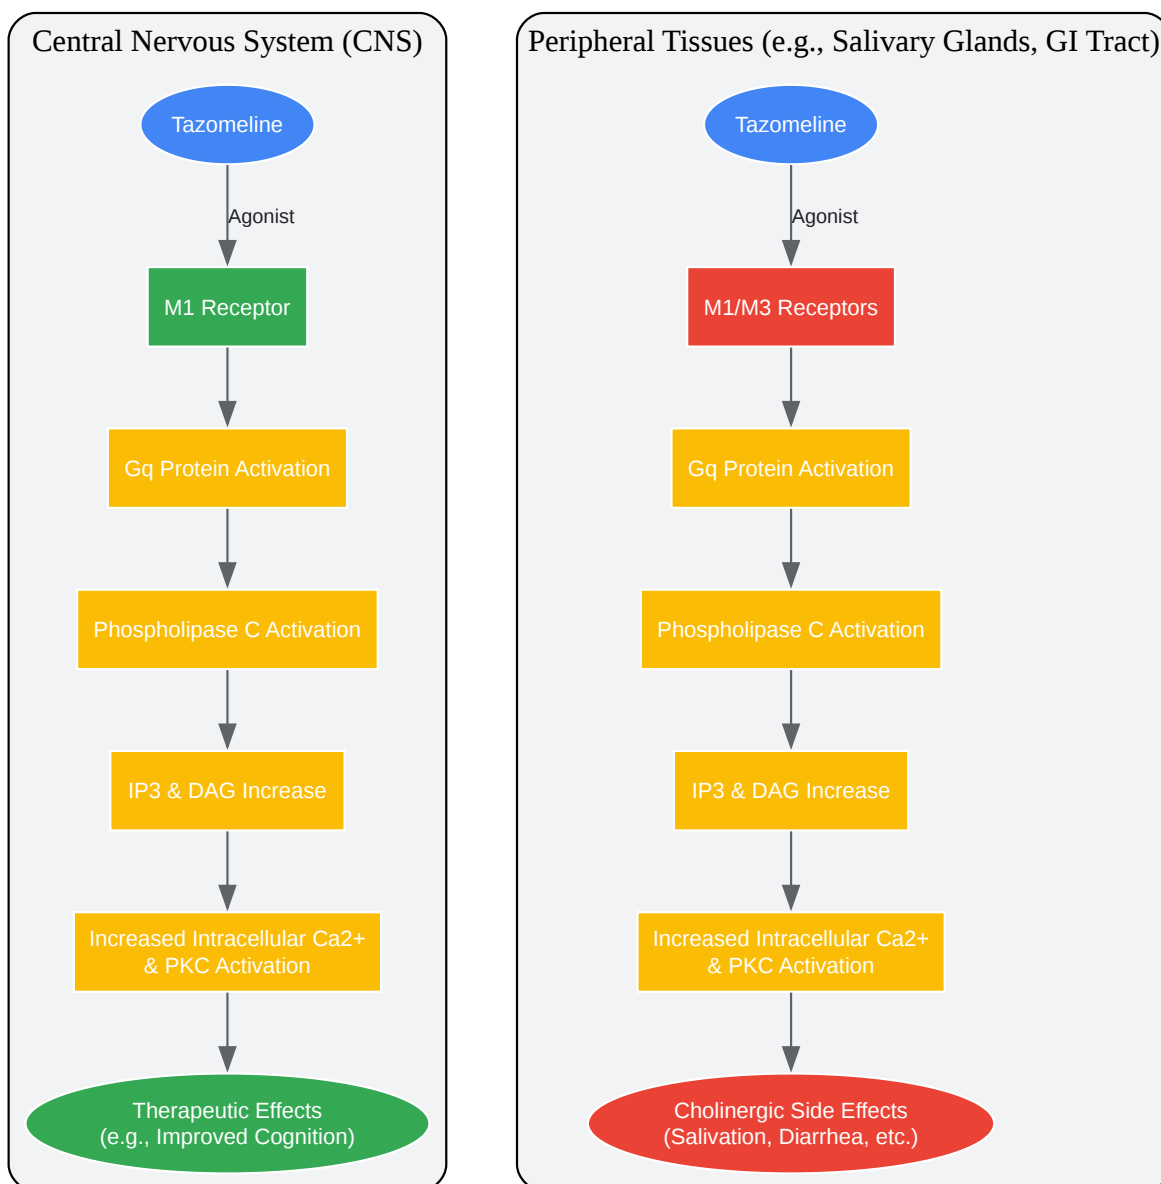 Central Nervous System (CNS)
Tazomeline
Agonist
M1 Receptor
Gq Protein Activation
Phospholipase C Activation
IP3 & DAG Increase
Increased Intracellular Ca2+
& PKC Activation
Therapeutic Effects
(e.g., Improved Cognition)
Peripheral Tissues (e.g., Salivary Glands, GI Tract)
Tazomeline
Agonist
M1/M3 Receptors
Gq Protein Activation
Phospholipase C Activation
IP3 & DAG Increase
Increased Intracellular Ca2+
& PKC Activation
Cholinergic Side Effects
(Salivation, Diarrhea, etc.)